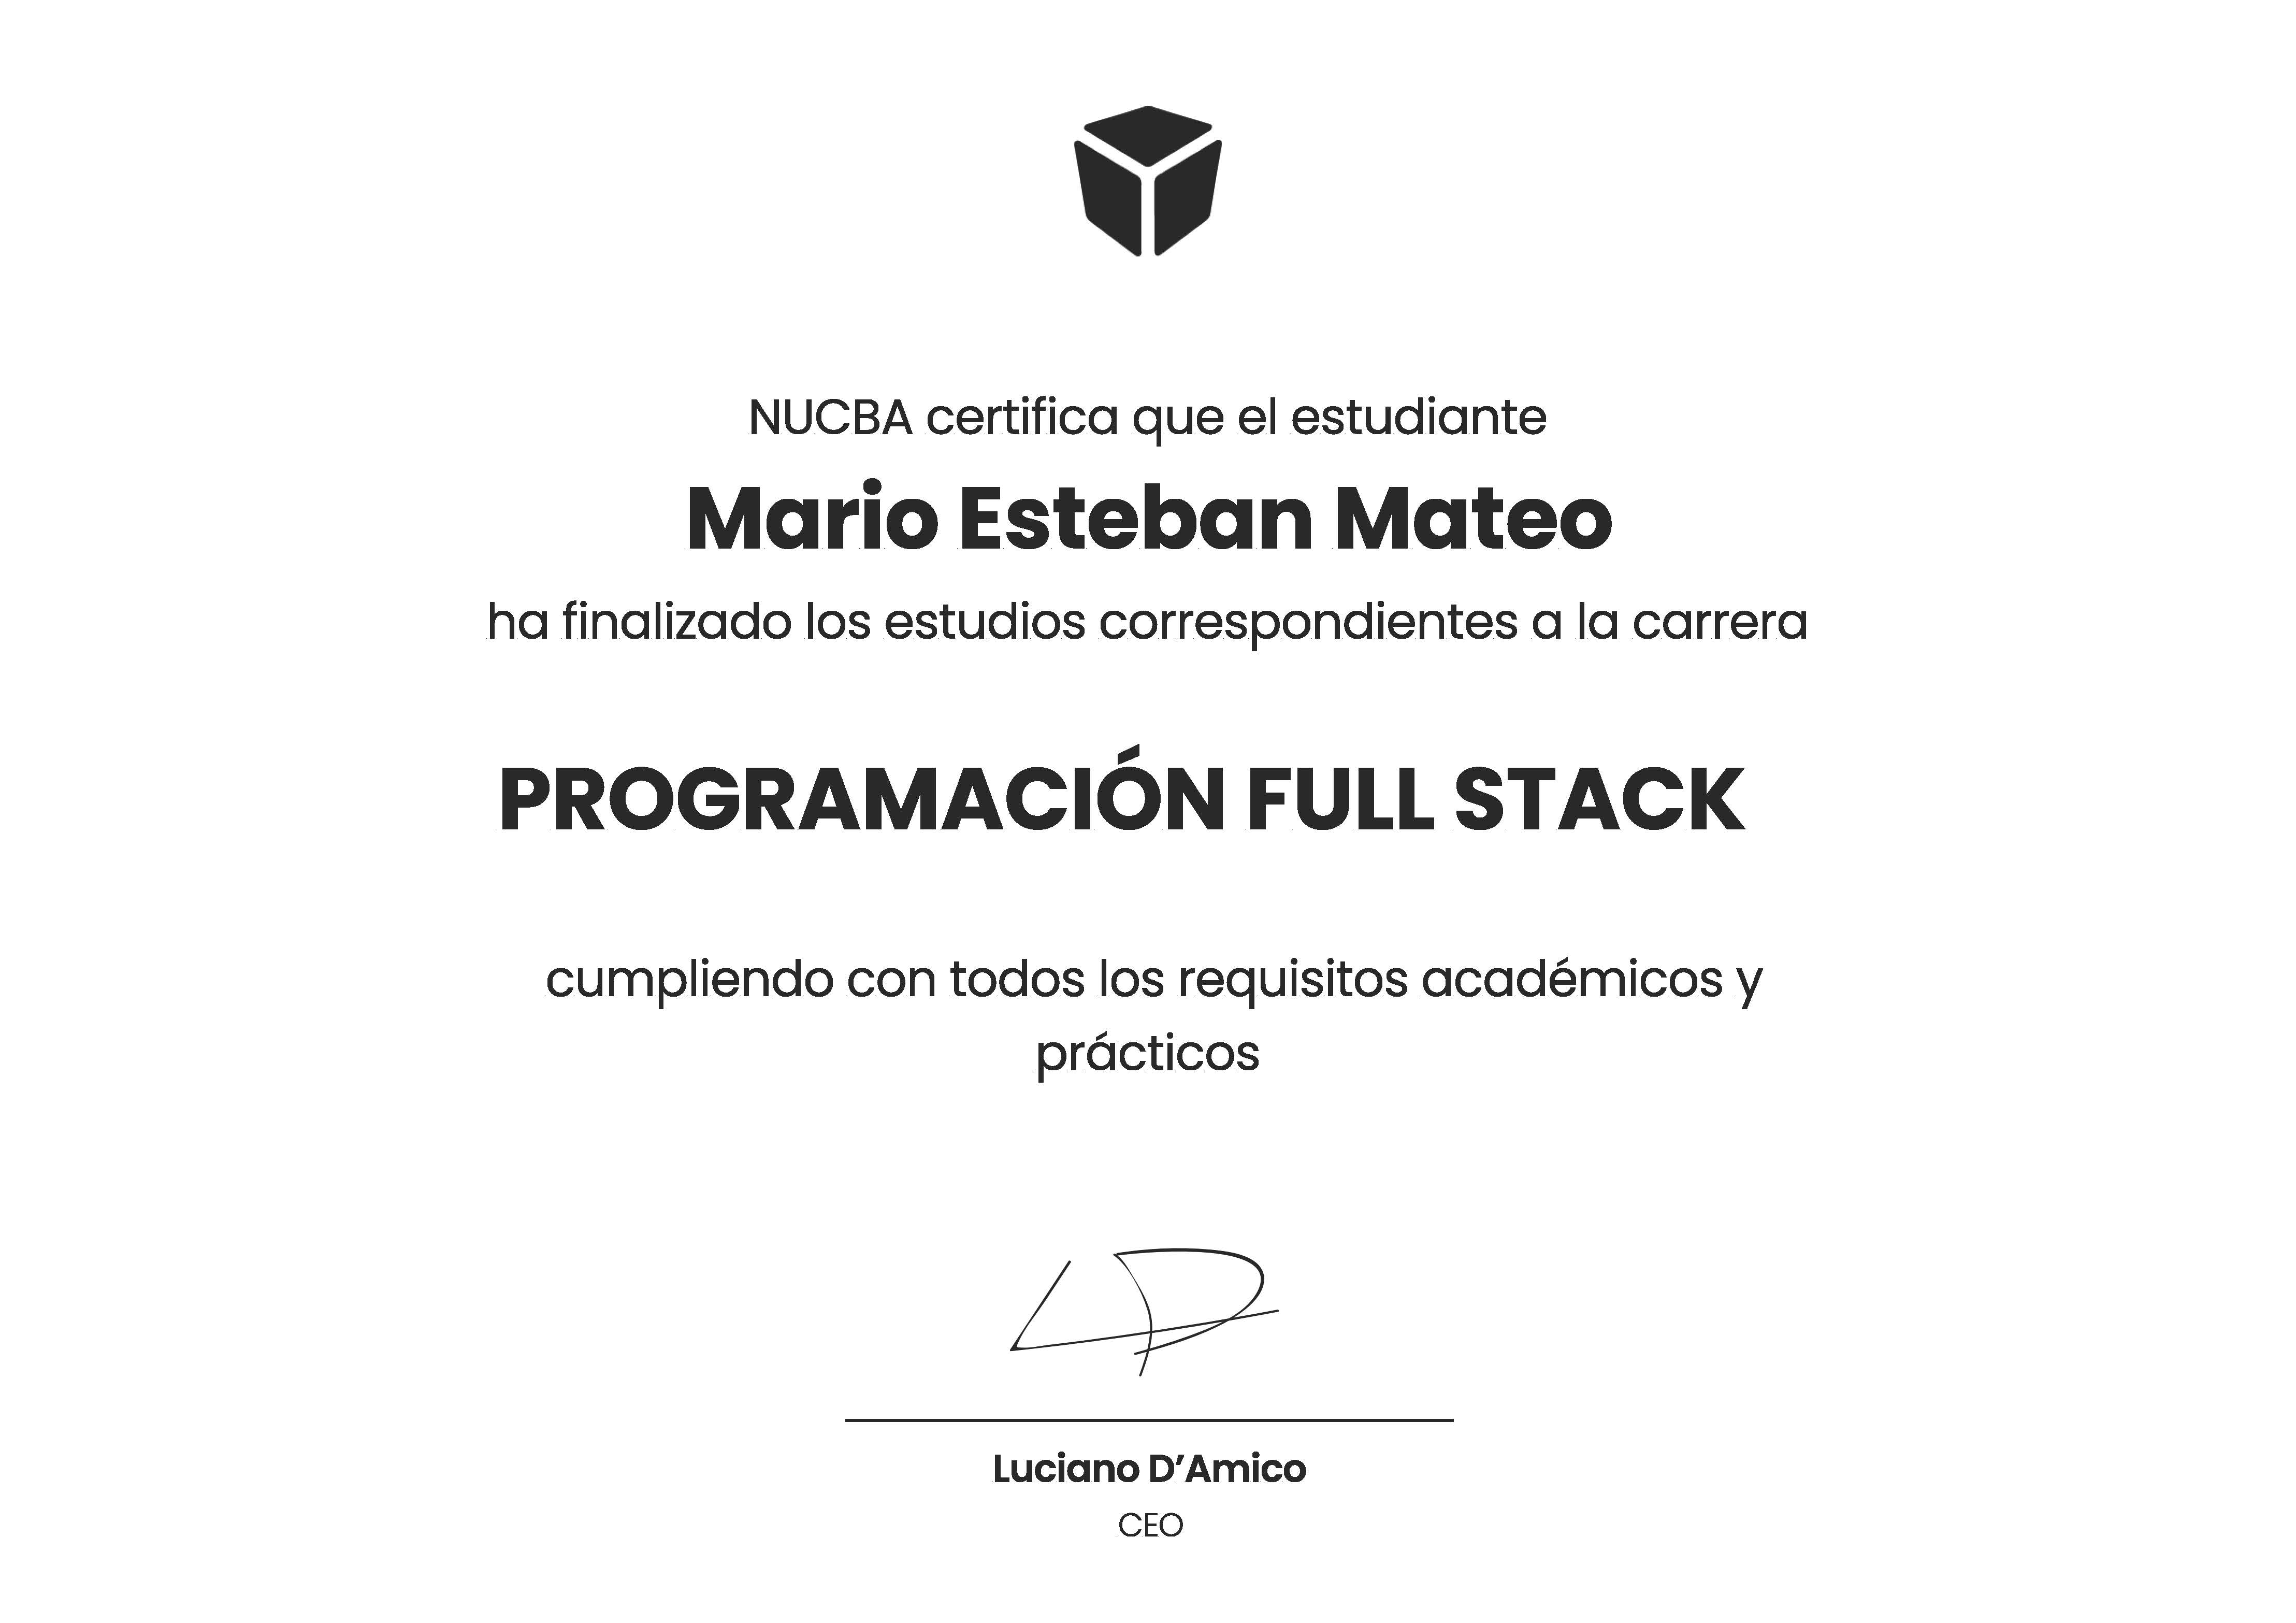 NUCBA certifica que el estudiante
Mario Esteban Mateo
ha finalizado los estudios correspondientes a la carrera
PROGRAMACIÓN FULL STACK
cumpliendo con todos los requisitos académicos y
prácticos
Luciano D’Amico
CEO